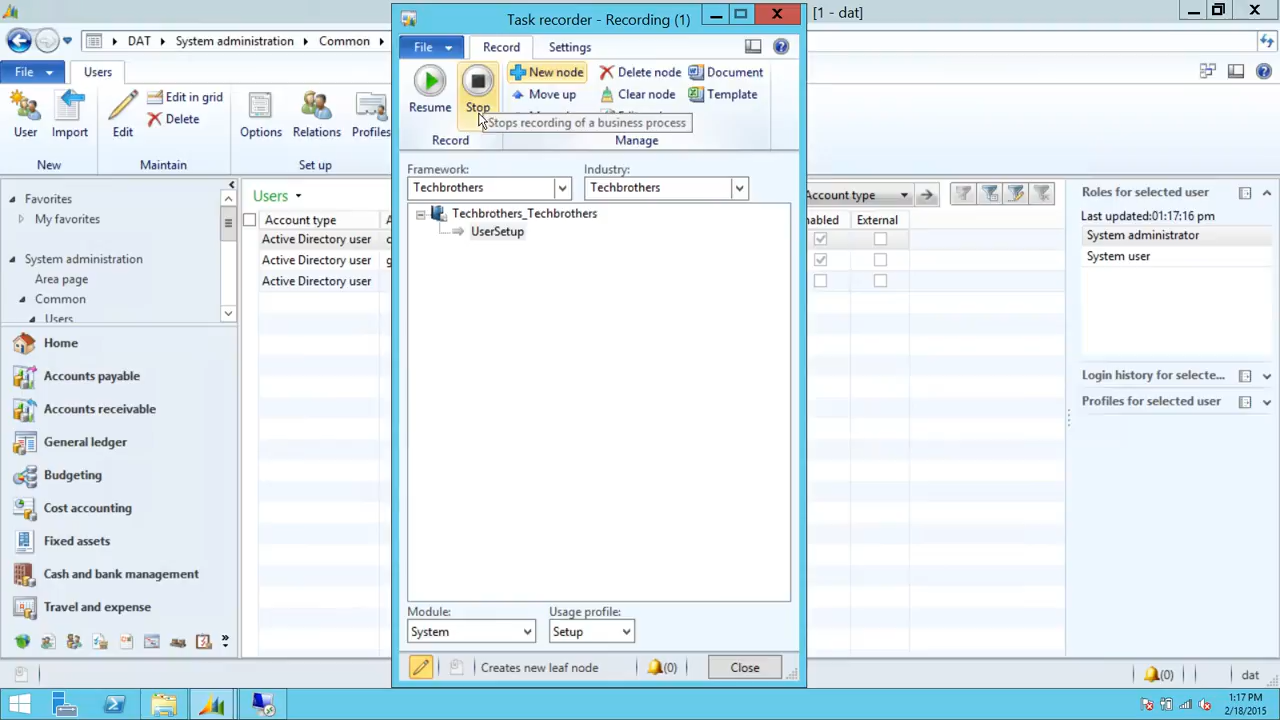 Task recorder - Recording (1)
[1 - dat]
DAT
System administration
Common
File
Users
File
Record
Settings
User
Import
Edit
Edit in grid
Delete
Options
Relations
Profiles
New
Maintain
Set up
Resume
Stop
New node
Move up
Delete node
Clear node
Document
Template
Stops recording of a business process
Record
Manage
Framework:
Industry:
Techbrothers
Techbrothers
Techbrothers_Techbrothers
UserSetup
Favorites
My favorites
System administration
Area page
Common
Users
Home
Accounts payable
Accounts receivable
General ledger
Budgeting
Cost accounting
Fixed assets
Cash and bank management
Travel and expense
Users
Account type
Active Directory user
Active Directory user
Active Directory user
Account type
External
Roles for selected user
Last updated:01:17:16 pm
System administrator
System user
Login history for selecte...
Profiles for selected user
Module:
Usage profile:
System
Setup
Creates new leaf node
(0)
Close
(0)
dat
1:17 PM
2/18/2015